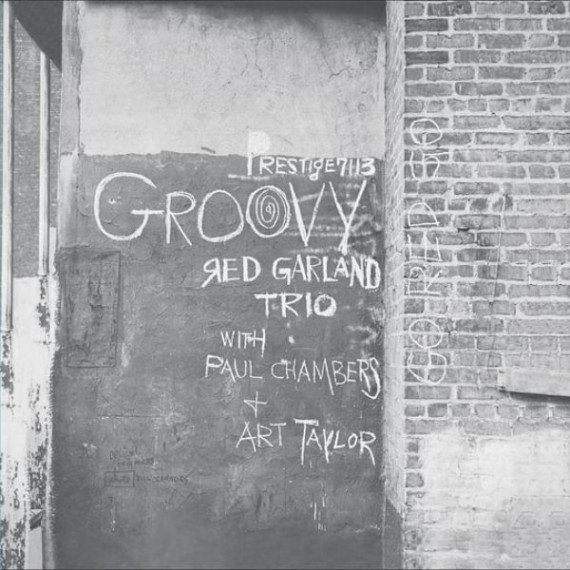 PRESTIGE 7113
GROOVY
RED GARLAND
TRIO
WITH
PAUL CHAMBERS
+
ART TAYLOR